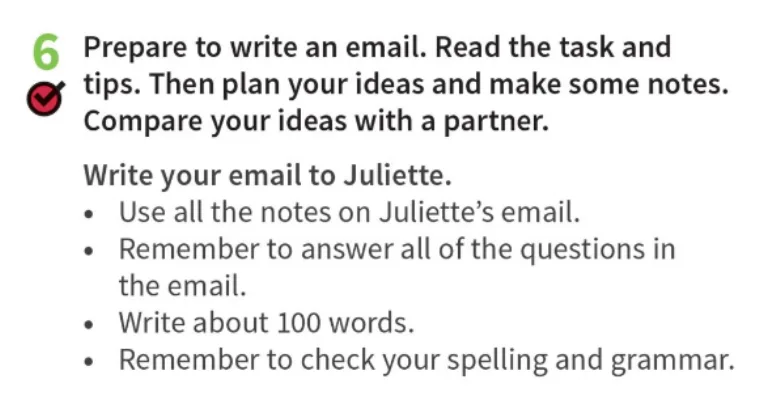 6 Prepare to write an email. Read the task and
tips. Then plan your ideas and make some notes.
Compare your ideas with a partner.
Write your email to Juliette.
• Use all the notes on Juliette's email.
• Remember to answer all of the questions in
the email.
• Write about 100 words.
• Remember to check your spelling and grammar.